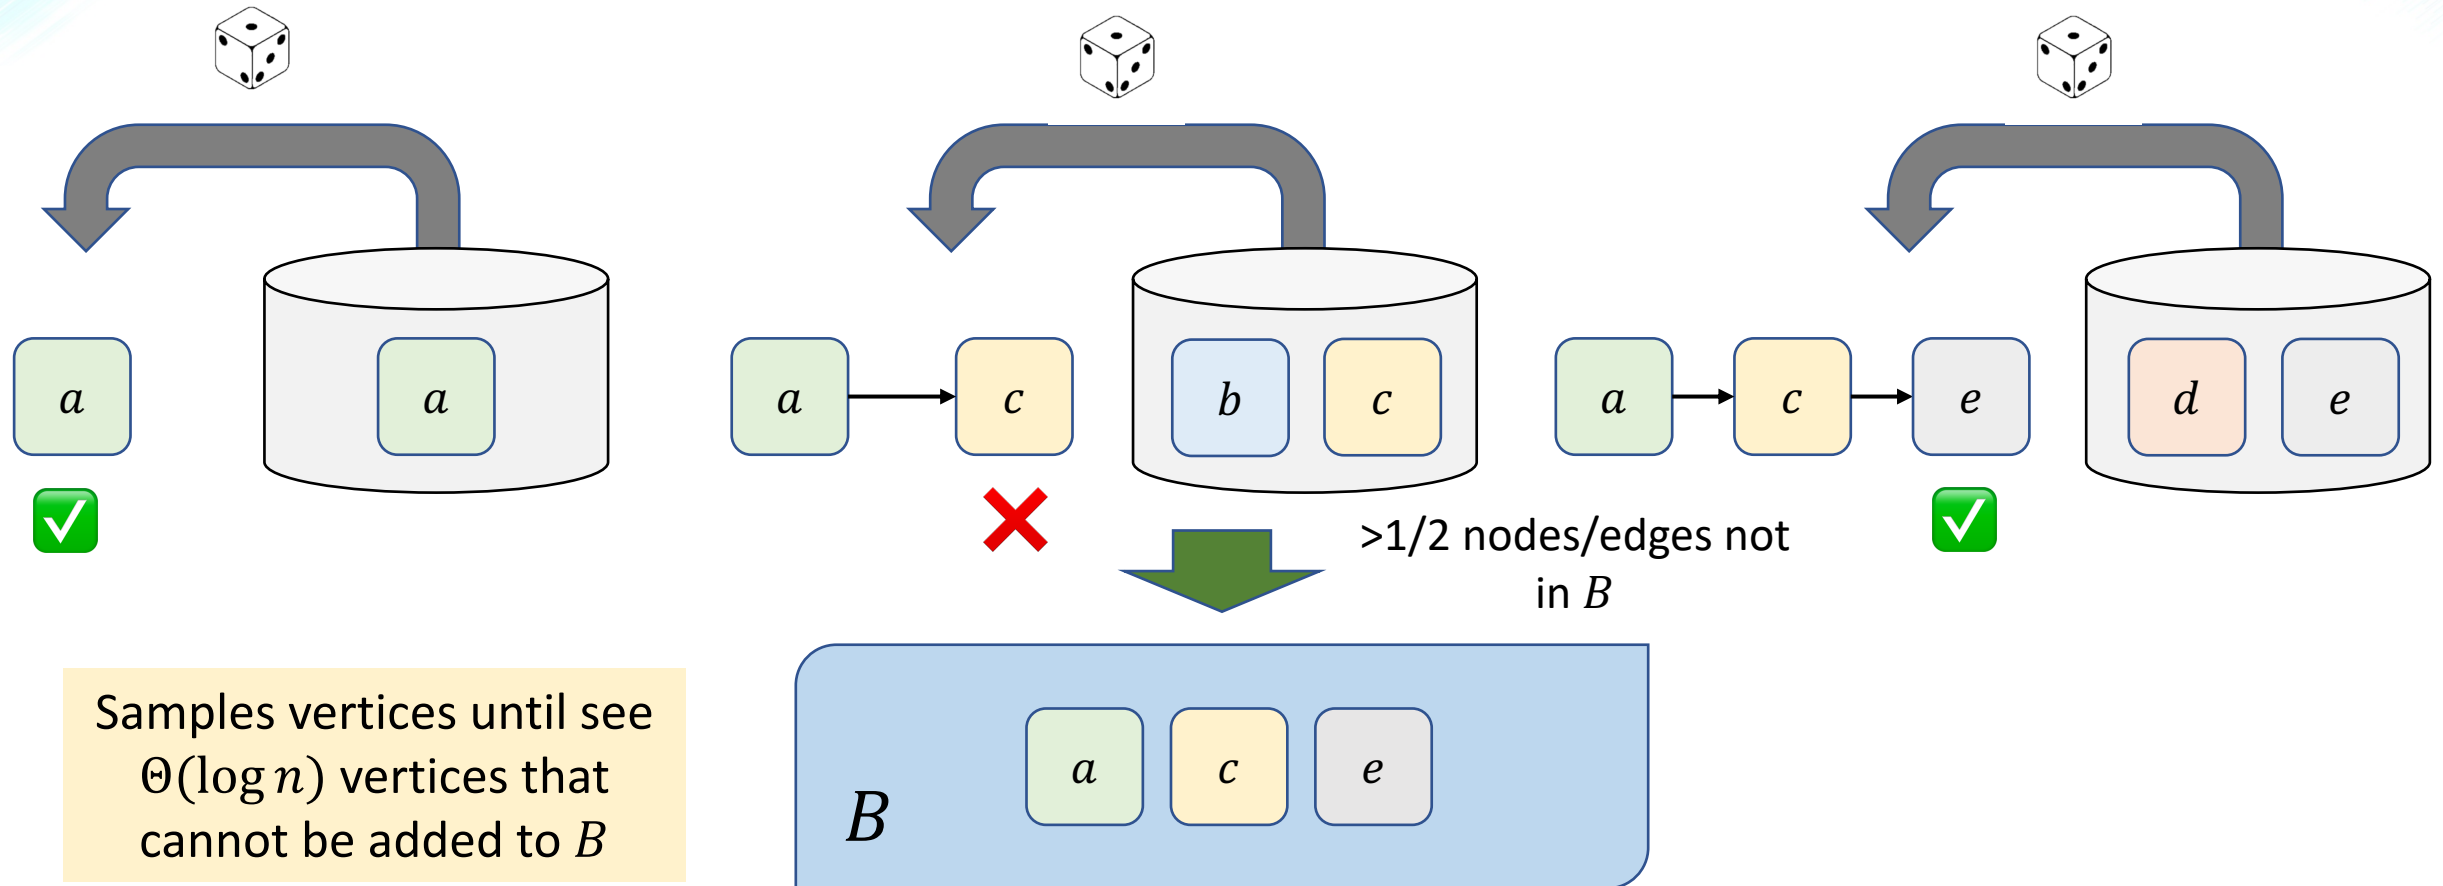 a
a
a
c
b
c
a
c
e
d
e
>1/2 nodes/edges not
in B
Samples vertices until see
Θ(log n) vertices that
cannot be added to B
B
a
c
e